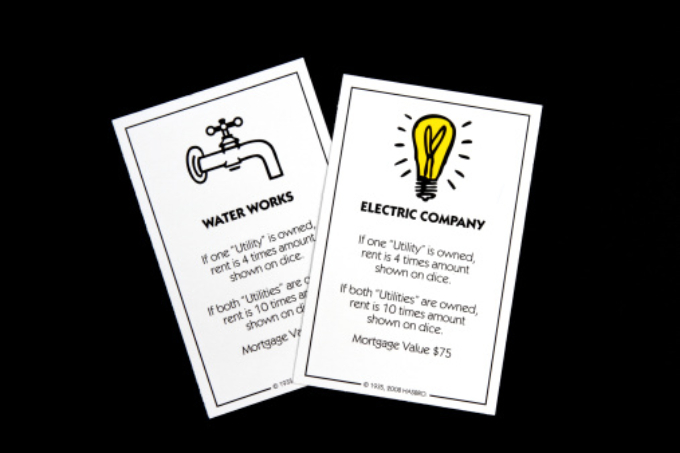 WATER WORKS
If one "Utility" is owned,
rent is 4 times amount
shown on dice.
If both "Utilities" are
rent is 10 times
shown on
Mortgage
© 1935,
ELECTRIC COMPANY
If one "Utility" is owned,
rent is 4 times amount
shown on dice.
If both "Utilities" are owned,
rent is 10 times amount
shown on dice.
Mortgage Value $75
© 1935, 2008 HASBRO